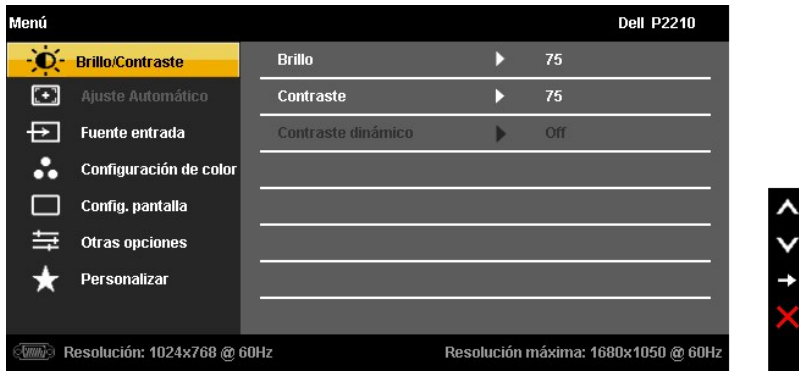 Menú
Dell P2210
Brillo/Contraste
Ajuste Automático
Fuente entrada
Configuración de color
Config. pantalla
Otras opciones
Personalizar
Brillo 75
Contraste 75
Contraste dinámico Off
Resolución: 1024x768 @ 60Hz
Resolución máxima: 1680x1050 @ 60Hz